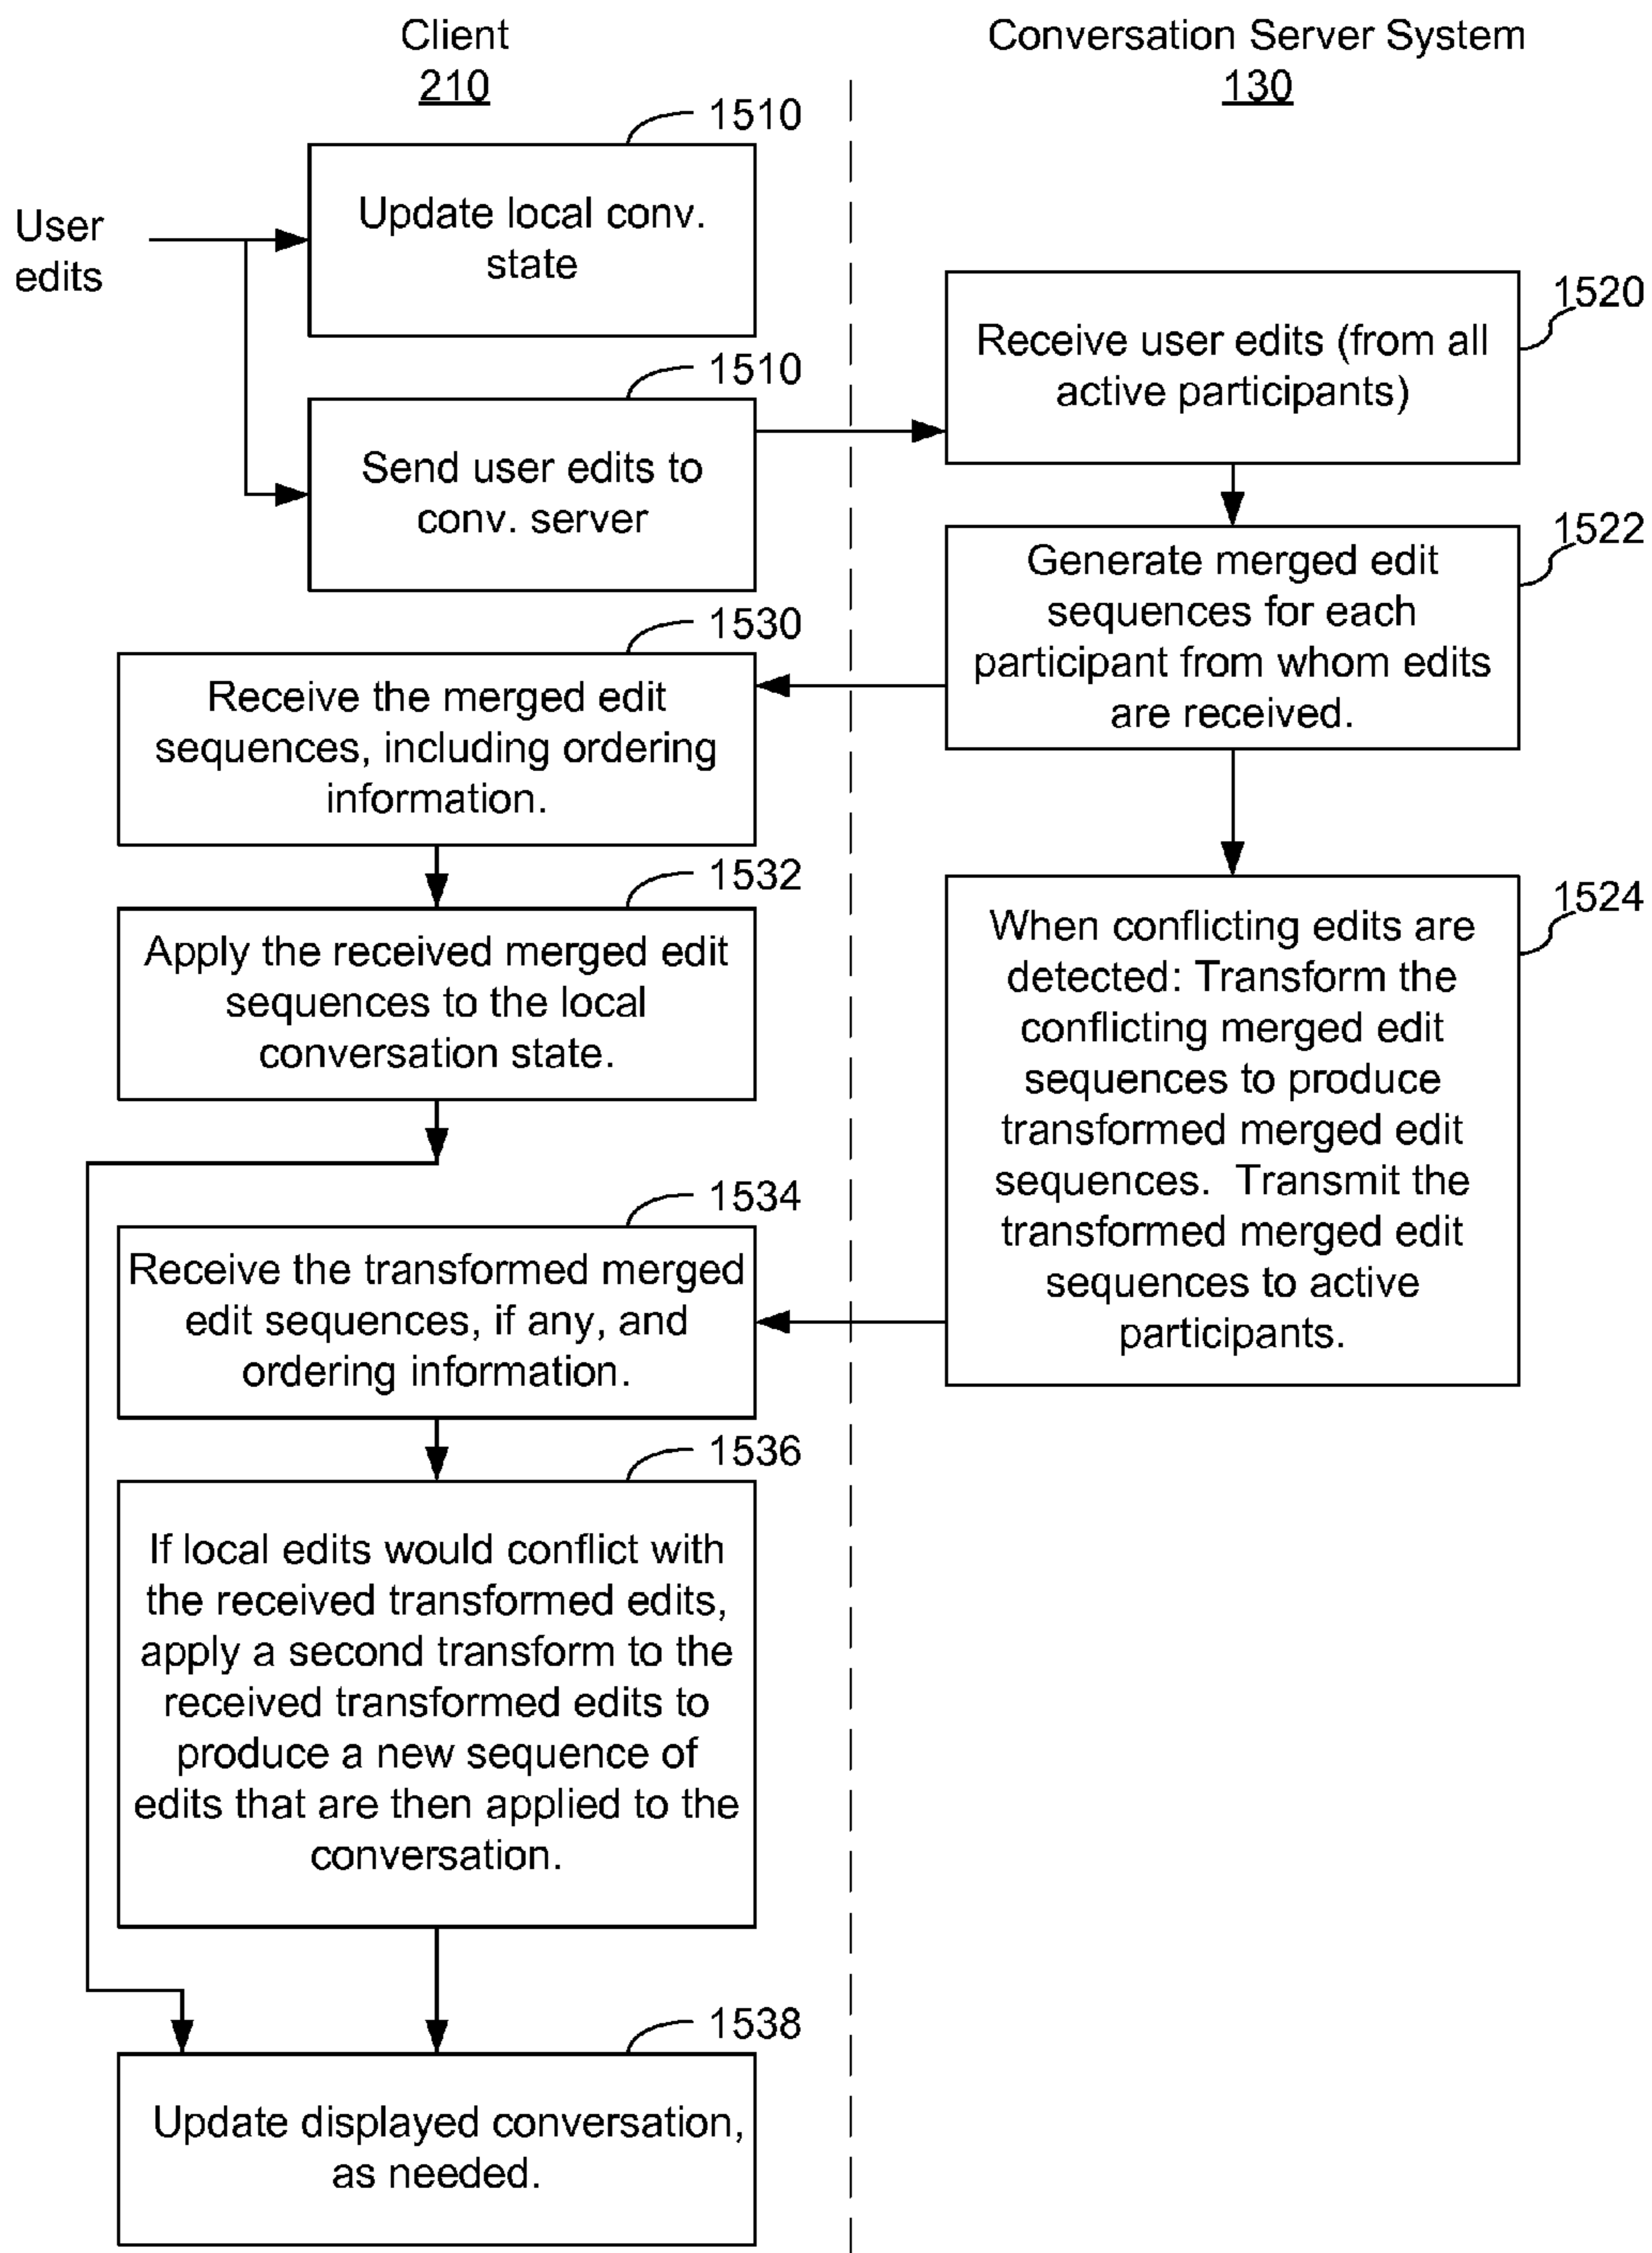 Client
210
Conversation Server System
130
User
edits
1510
Update local conv.
state
1510
Send user edits to
conv. server
1520
Receive user edits (from all
active participants)
1522
Generate merged edit
sequences for each
participant from whom edits
are received.
1530
Receive the merged edit
sequences, including ordering
information.
1532
Apply the received merged edit
sequences to the local
conversation state.
1524
When conflicting edits are
detected: Transform the
conflicting merged edit
sequences to produce
transformed merged edit
sequences.  Transmit the
transformed merged edit
sequences to active
participants.
1534
Receive the transformed merged
edit sequences, if any, and
ordering information.
1536
If local edits would conflict with
the received transformed edits,
apply a second transform to the
received transformed edits to
produce a new sequence of
edits that are then applied to the
conversation.
1538
Update displayed conversation,
as needed.